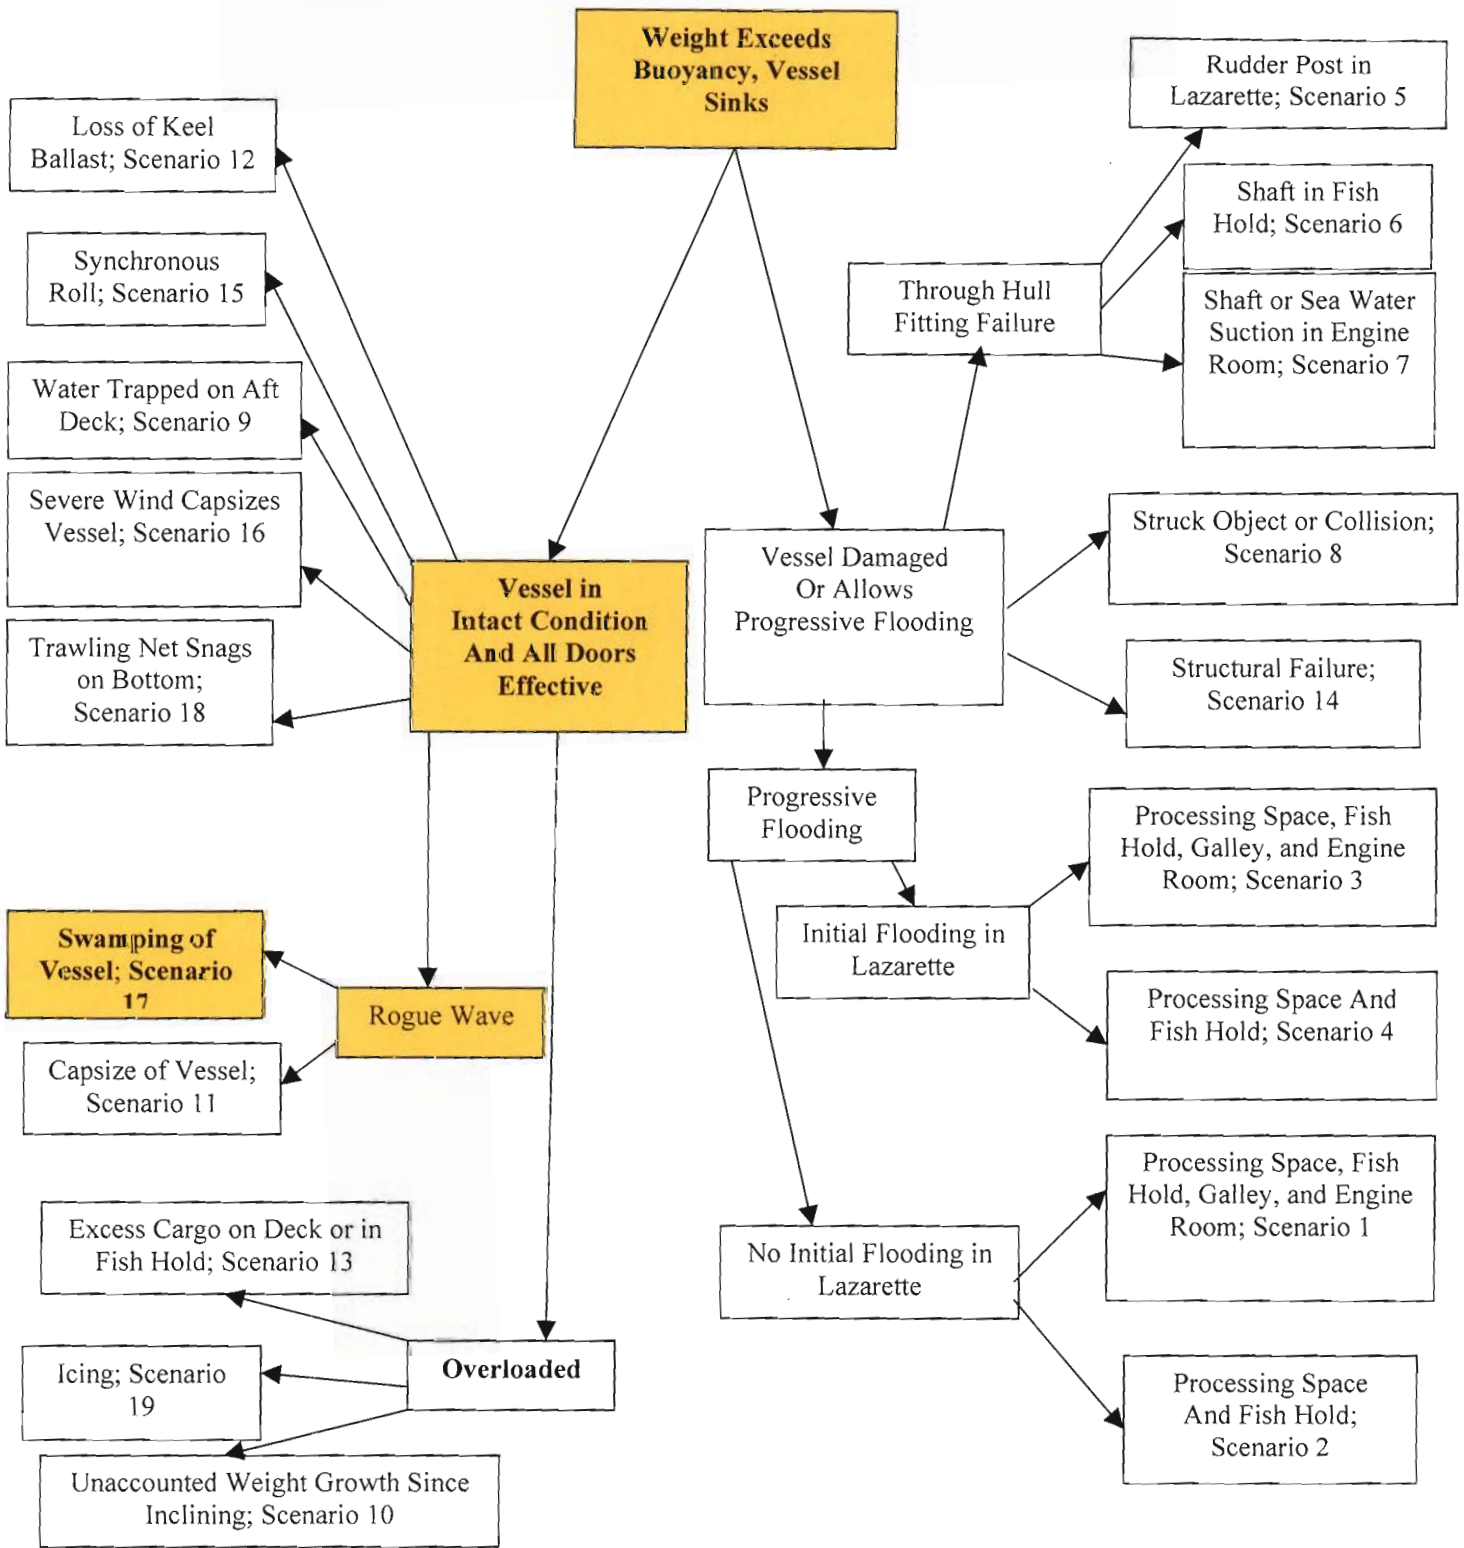 Weight Exceeds
Buoyancy, Vessel
Sinks
Rudder Post in
Lazarette; Scenario 5
Loss of Keel
Ballast; Scenario 12
Shaft in Fish
Hold; Scenario 6
Synchronous
Roll; Scenario 15
Through Hull
Fitting Failure
Shaft or Sea Water
Suction in Engine
Room; Scenario 7
Water Trapped on Aft
Deck; Scenario 9
Severe Wind Capsizes
Vessel; Scenario 16
Struck Object or Collision;
Scenario 8
Vessel in
Intact Condition
And All Doors
Effective
Vessel Damaged
Or Allows
Progressive Flooding
Trawling Net Snags
on Bottom;
Scenario 18
Structural Failure;
Scenario 14
Progressive
Flooding
Processing Space, Fish
Hold, Galley, and Engine
Room; Scenario 3
Swamping of
Vessel; Scenario
17
Initial Flooding in
Lazarette
Rogue Wave
Processing Space And
Fish Hold; Scenario 4
Capsize of Vessel;
Scenario 11
Processing Space, Fish
Hold, Galley, and Engine
Room; Scenario 1
Excess Cargo on Deck or in
Fish Hold; Scenario 13
No Initial Flooding in
Lazarette
Overloaded
Icing; Scenario
19
Processing Space
And Fish Hold;
Scenario 2
Unaccounted Weight Growth Since
Inclining; Scenario 10